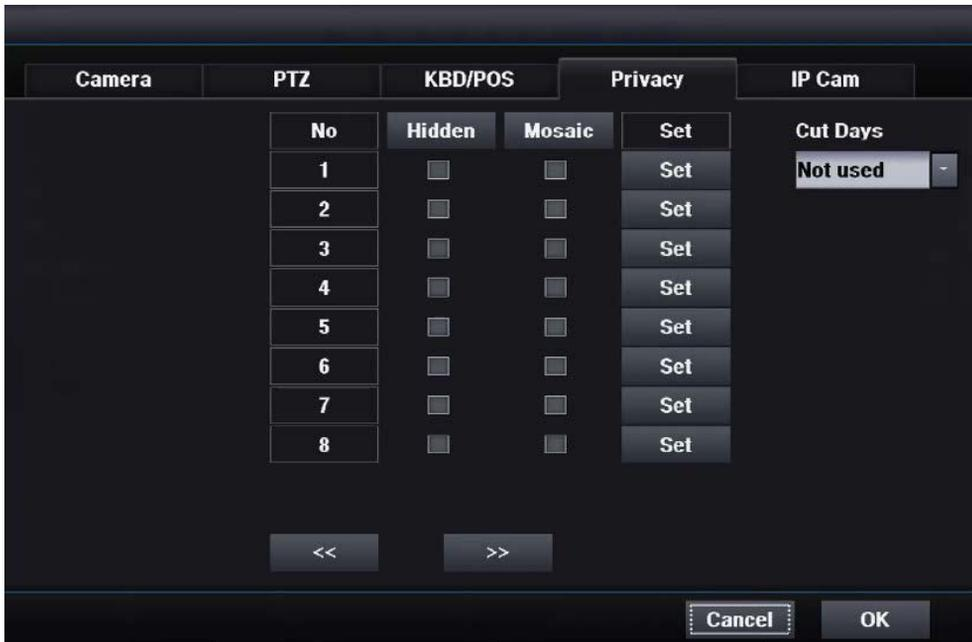 Camera PTZ KBD/POS Privacy IP Cam
No Hidden Mosaic Set Cut Days
1 Set Not used
2 Set
3 Set
4 Set
5 Set
6 Set
7 Set
8 Set
<< >>
Cancel OK